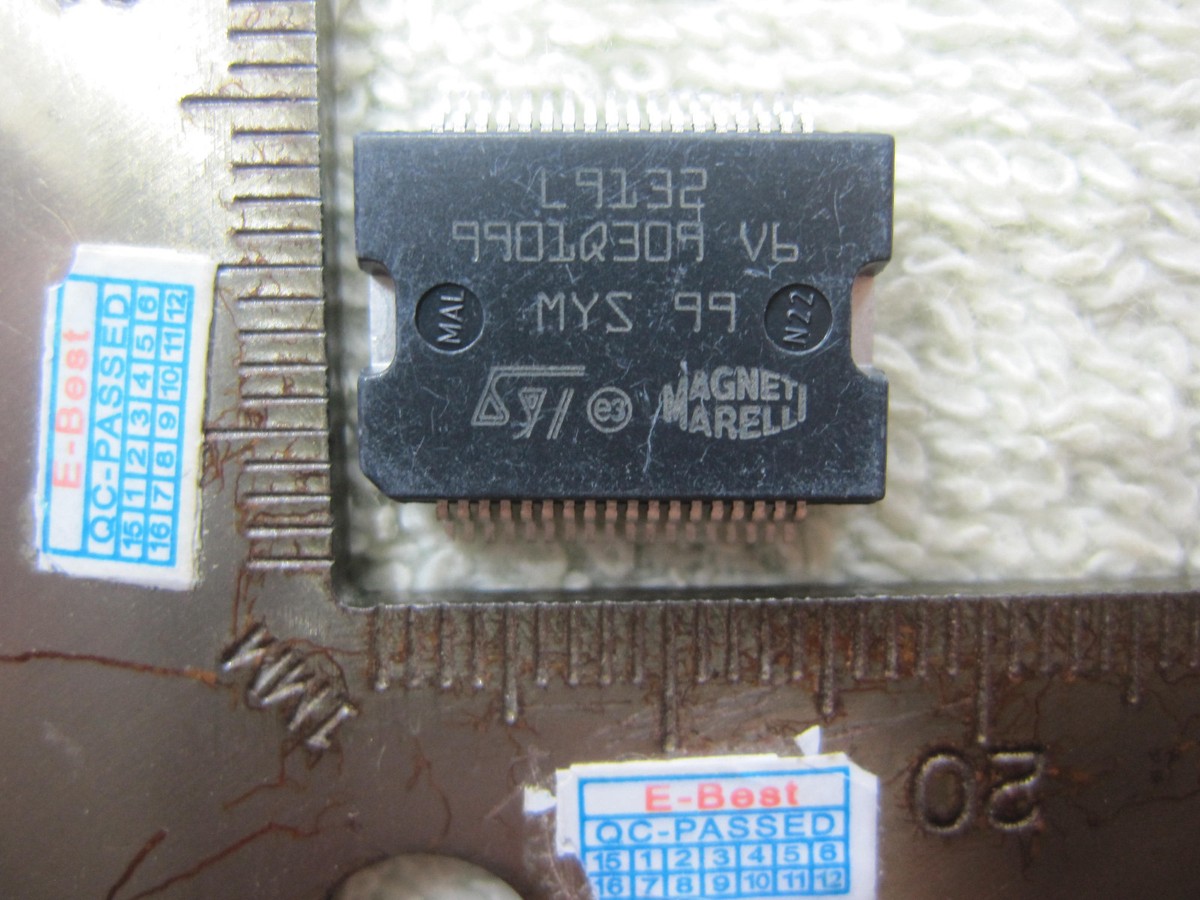 L9132
9901Q309 V6
MAL
MYS 99
N22
ST
e3
MAGNETI
MARELLI
E-Best
QC-PASSED
15 1 2 3 4 5 6
16 7 8 9 10 11 12
1MM
20
E-Best
QC-PASSED
15 1 2 3 4 5 6
16 7 8 9 10 11 12